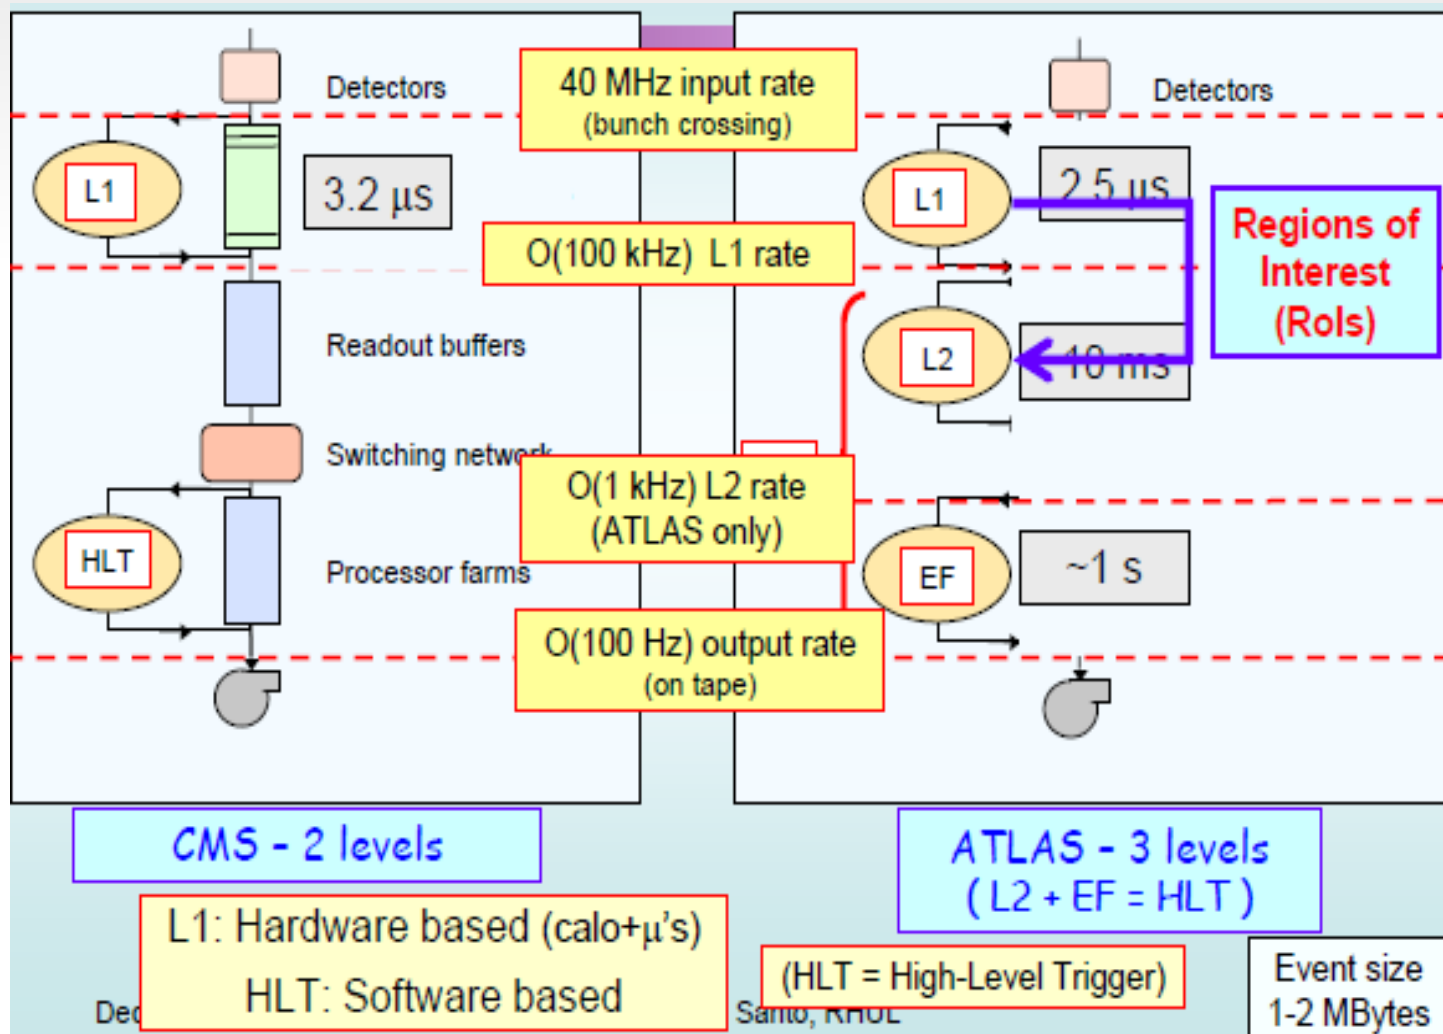 Detectors
L1
3.2 μs
Readout buffers
Switching network
HLT
Processor farms
40 MHz input rate
(bunch crossing)
O(100 kHz) L1 rate
O(1 kHz) L2 rate
(ATLAS only)
O(100 Hz) output rate
(on tape)
Detectors
L1
2.5 μs
Regions of
Interest
(RoIs)
L2
10 ms
EF
~1 s
CMS - 2 levels
ATLAS - 3 levels
( L2 + EF = HLT )
L1: Hardware based (calo+μ's)
HLT: Software based
(HLT = High-Level Trigger)
Event size
1-2 MBytes
Santo, RHUL